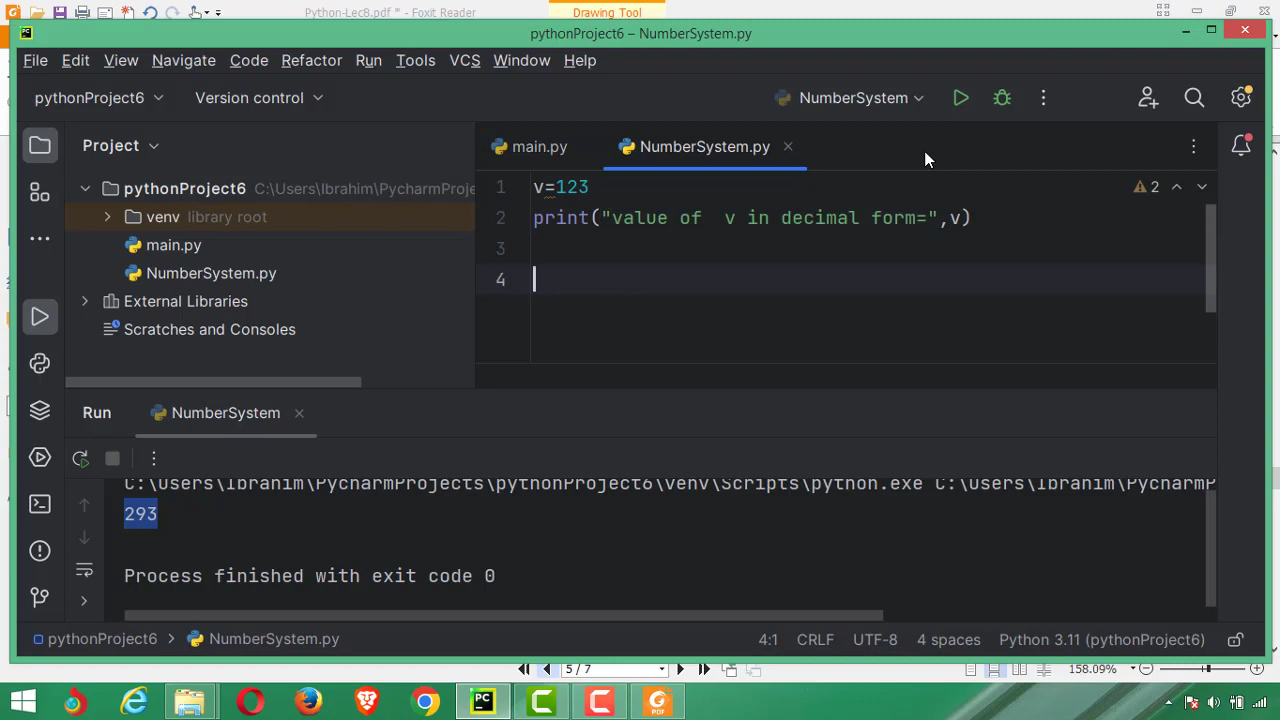 Python-Lec8.pdf * - Foxit Reader
Drawing Tool
PC
pythonProject6 – NumberSystem.py
File Edit View Navigate Code Refactor Run Tools VCS Window Help
pythonProject6 Version control NumberSystem
Project
main.py NumberSystem.py
pythonProject6 C:\Users\Ibrahim\PycharmProje
venv library root
main.py
NumberSystem.py
External Libraries
Scratches and Consoles
1 v=123
2
2 print("value of  v in decimal form=",v)
3
4
Run NumberSystem
C:\Users\Ibrahim\PycharmProjects\pythonProject6\venv\Scripts\python.exe C:\Users\Ibrahim\PycharmP
293
Process finished with exit code 0
pythonProject6 > NumberSystem.py 4:1 CRLF UTF-8 4 spaces Python 3.11 (pythonProject6)
5 / 7 158.09%
PC
PDF